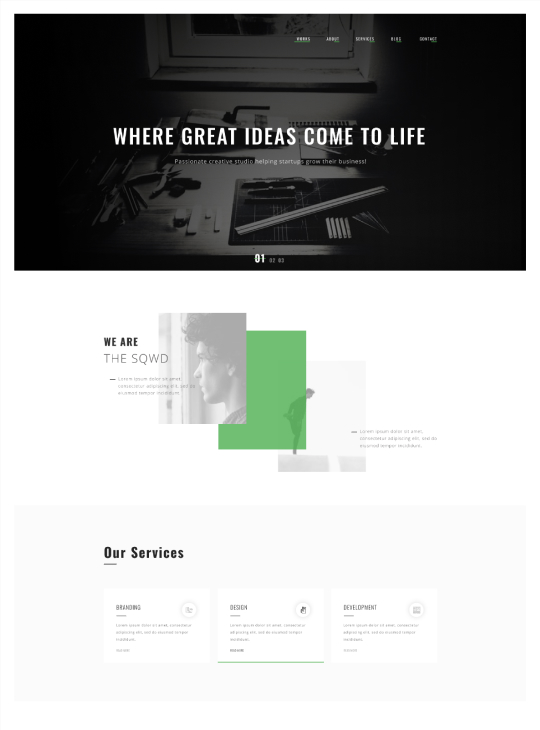 WORKS ABOUT SERVICES BLOG CONTACT
WHERE GREAT IDEAS COME TO LIFE
Passionate creative studio helping startups grow their business!
01 02 03
WE ARE
THE SQWD
Lorem ipsum dolor sit amet,
consectetur adipiscing elit, sed do
eiusmod tempor incididunt.
Lorem ipsum dolor sit amet,
consectetur adipiscing elit, sed do
eiusmod tempor incididunt.
Our Services
BRANDING
Lorem ipsum dolor sit amet, consectetur
adipiscing elit, sed do eiusmod tempor
incididunt.
DESIGN
Lorem ipsum dolor sit amet, consectetur
adipiscing elit, sed do eiusmod tempor
incididunt.
DEVELOPMENT
Lorem ipsum dolor sit amet, consectetur
adipiscing elit, sed do eiusmod tempor
incididunt.